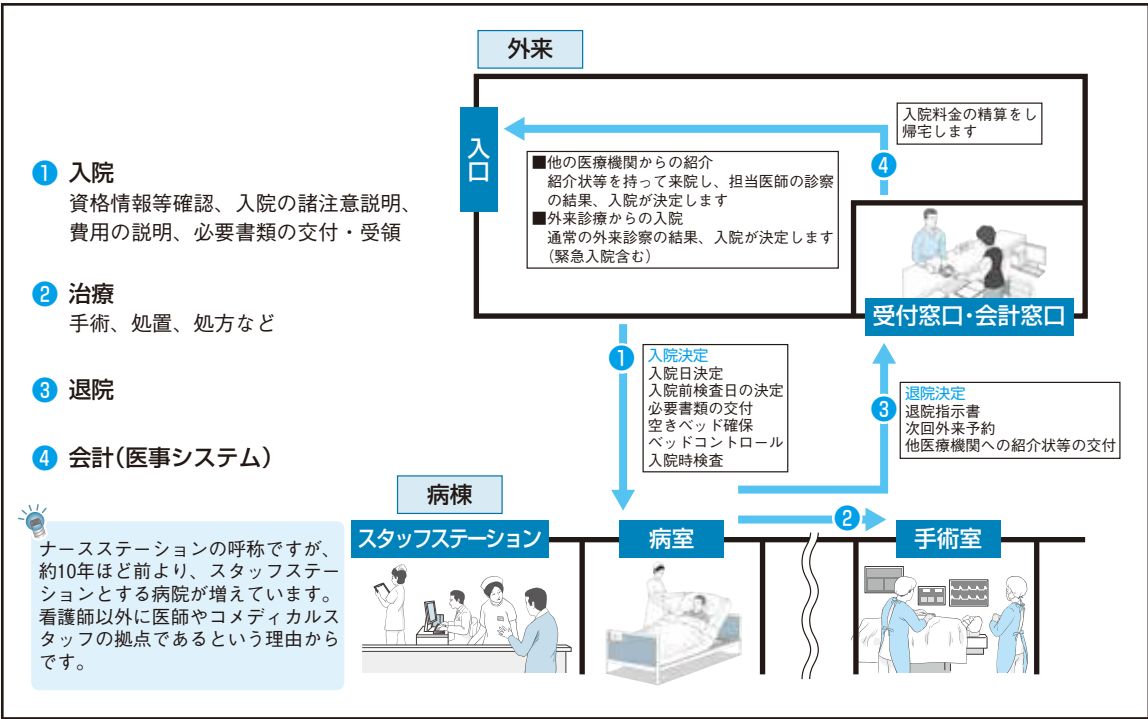 外来
入口
入院料金の精算をし
帰宅します
4
■他の医療機関からの紹介
紹介状等を持って来院し、担当医師の診察
の結果、入院が決定します
■外来診療からの入院
通常の外来診察の結果、入院が決定します
(緊急入院含む)
受付窓口・会計窓口
1 入院
資格情報等確認、入院の諸注意説明、
費用の説明、必要書類の交付・受領
2 治療
手術、処置、処方など
3 退院
4 会計(医事システム)
1
入院決定
入院日決定
入院前検査日の決定
必要書類の交付
空きベッド確保
ベッドコントロール
入院時検査
3
退院決定
退院指示書
次回外来予約
他医療機関への紹介状等の交付
病棟
2
スタッフステーション
病室
手術室
ナースステーションの呼称ですが、
約10年ほど前より、スタッフステー
ションとする病院が増えています。
看護師以外に医師やコメディカルス
タッフの拠点であるという理由から
です。